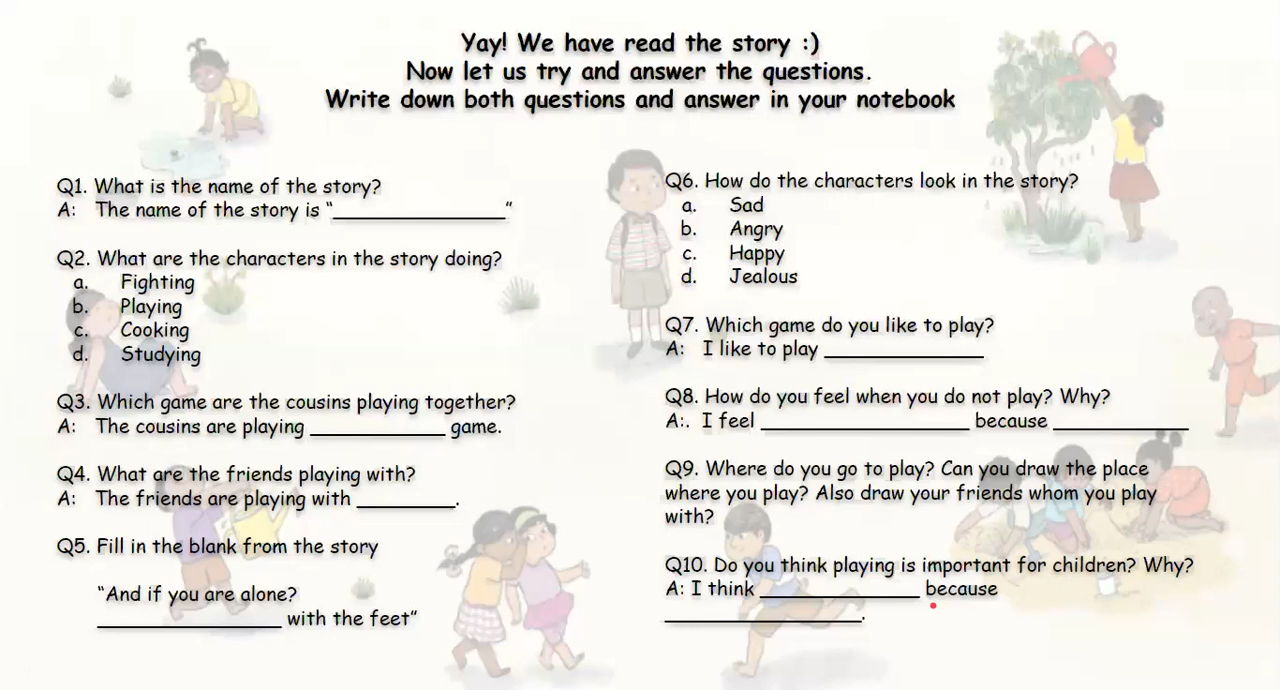 Yay! We have read the story :)
Now let us try and answer the questions.
Write down both questions and answer in your notebook
Q1. What is the name of the story?
A: The name of the story is “_______________”
Q2. What are the characters in the story doing?
a. Fighting
b. Playing
c. Cooking
d. Studying
Q3. Which game are the cousins playing together?
A: The cousins are playing ____________ game.
Q4. What are the friends playing with?
A: The friends are playing with _________.
Q5. Fill in the blank from the story
“And if you are alone?
________________ with the feet”
Q6. How do the characters look in the story?
a. Sad
b. Angry
c. Happy
d. Jealous
Q7. Which game do you like to play?
A: I like to play ______________
Q8. How do you feel when you do not play? Why?
A:. I feel __________________ because ____________
Q9. Where do you go to play? Can you draw the place
where you play? Also draw your friends whom you play
with?
Q10. Do you think playing is important for children? Why?
A: I think ______________ because
_________________.